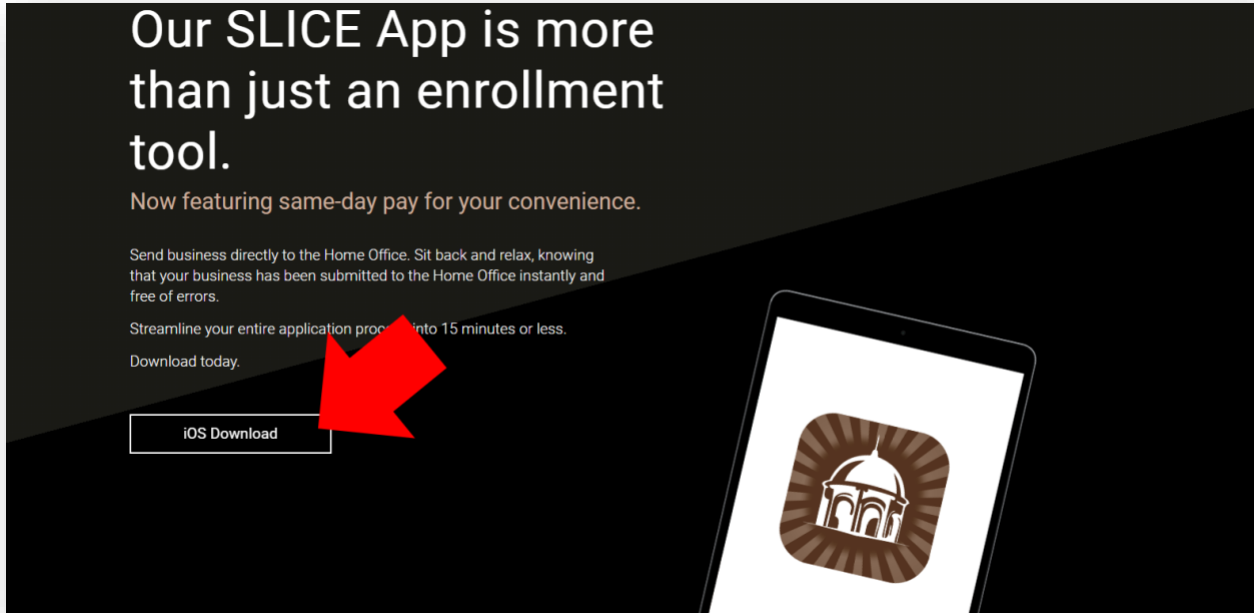 Our SLICE App is more
than just an enrollment
tool.
Now featuring same-day pay for your convenience.
Send business directly to the Home Office. Sit back and relax, knowing
that your business has been submitted to the Home Office instantly and
free of errors.
Streamline your entire application process into 15 minutes or less.
Download today.
iOS Download